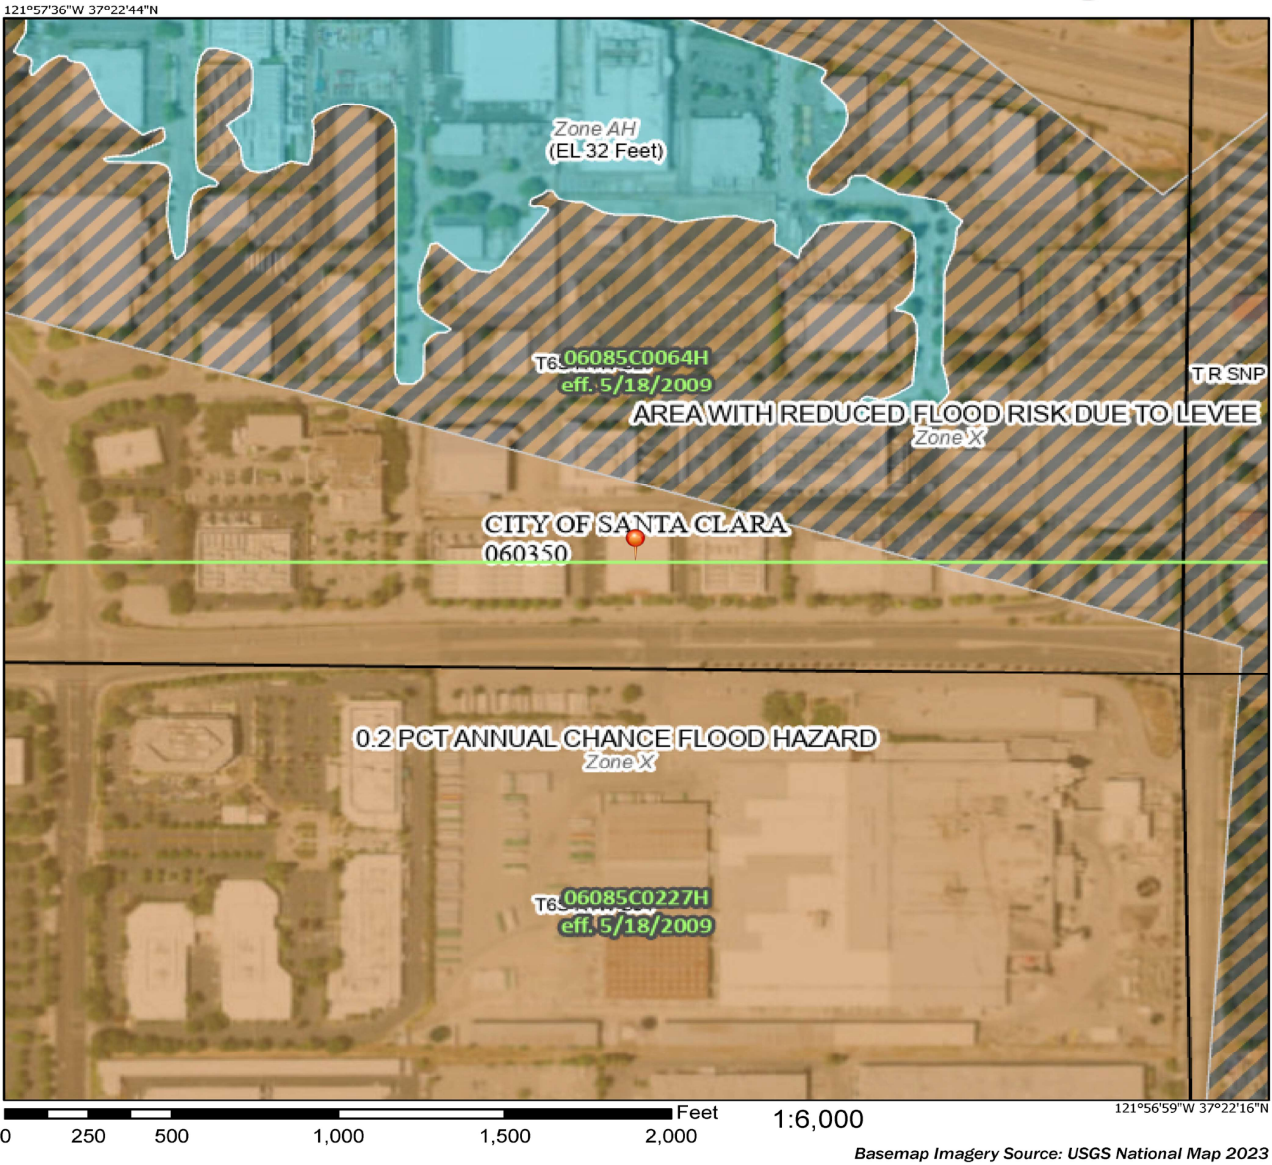 121°57'36"W 37°22'44"N
Zone AH
(EL 32 Feet)
06085C0064H
eff. 5/18/2009
T R SNP
AREA WITH REDUCED FLOOD RISK DUE TO LEVEE
Zone X
CITY OF SANTA CLARA
060350
0.2 PCT ANNUAL CHANCE FLOOD HAZARD
Zone X
06085C0227H
eff. 5/18/2009
121°56'59"W 37°22'16"N
Feet
1:6,000
0 250 500 1,000 1,500 2,000
Basemap Imagery Source: USGS National Map 2023